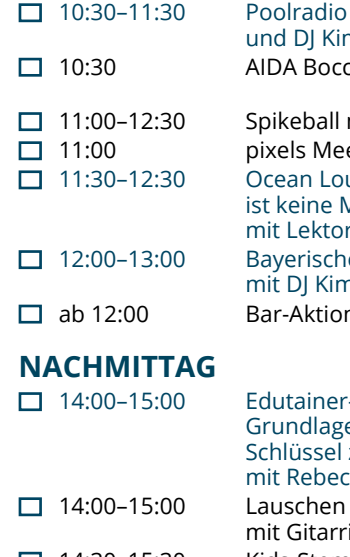 10:30–11:30 Poolradio
und DJ Kim
10:30 AIDA Bocc
11:00–12:30 Spikeball
11:00 pixels Mee
11:30–12:30 Ocean Lou
ist keine
mit Lektor
12:00–13:00 Bayerische
mit DJ Kim
ab 12:00 Bar-Aktion
NACHMITTAG
14:00–15:00 Edutainer-
Grundlage
Schlüssel
mit Rebec
14:00–15:00 Lauschen
mit Gitarri